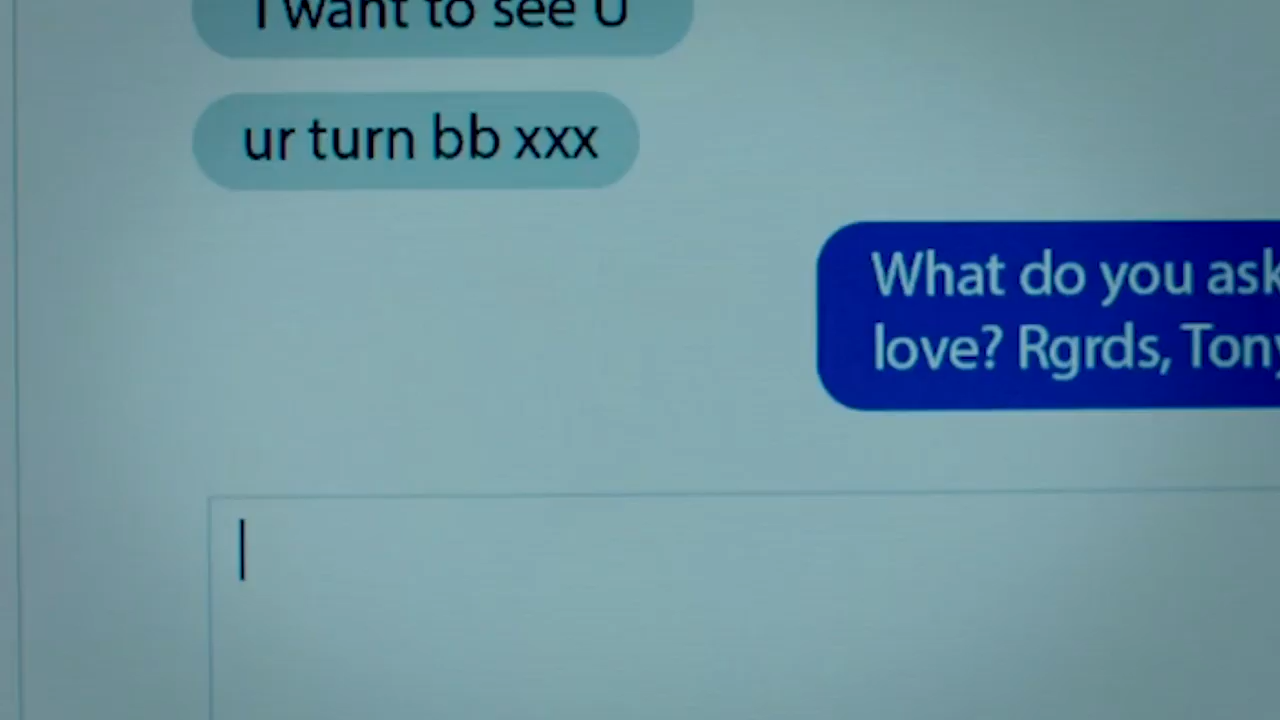 I want to see U
ur turn bb xxx
What do you ask
love? Rgrds, Tony